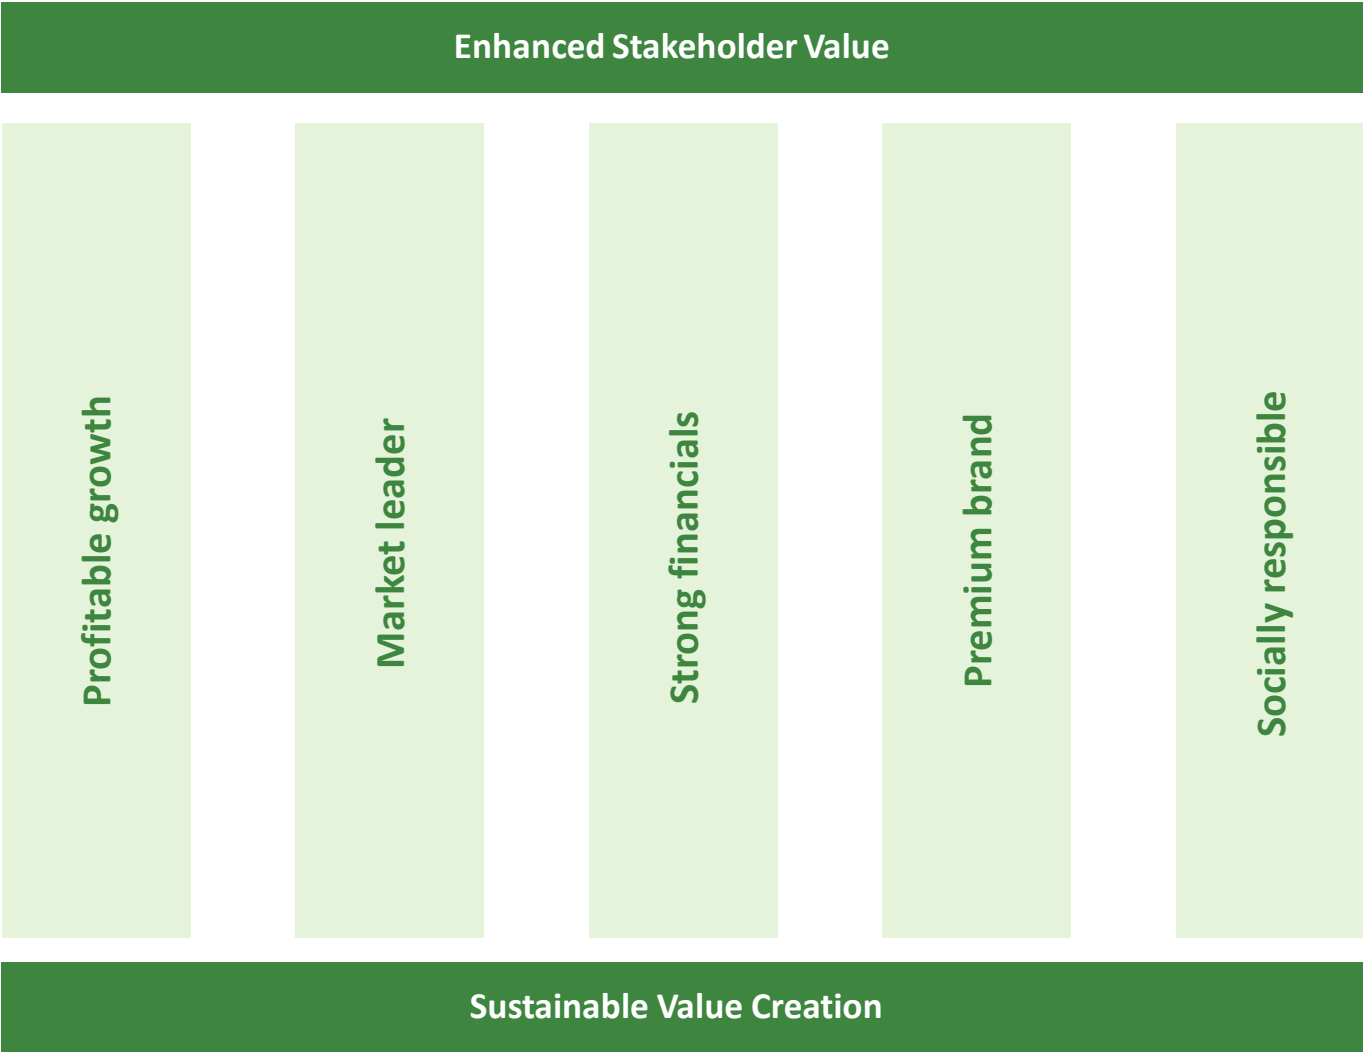 Enhanced Stakeholder Value
Profitable growth
Market leader
Strong financials
Premium brand
Socially responsible
Sustainable Value Creation